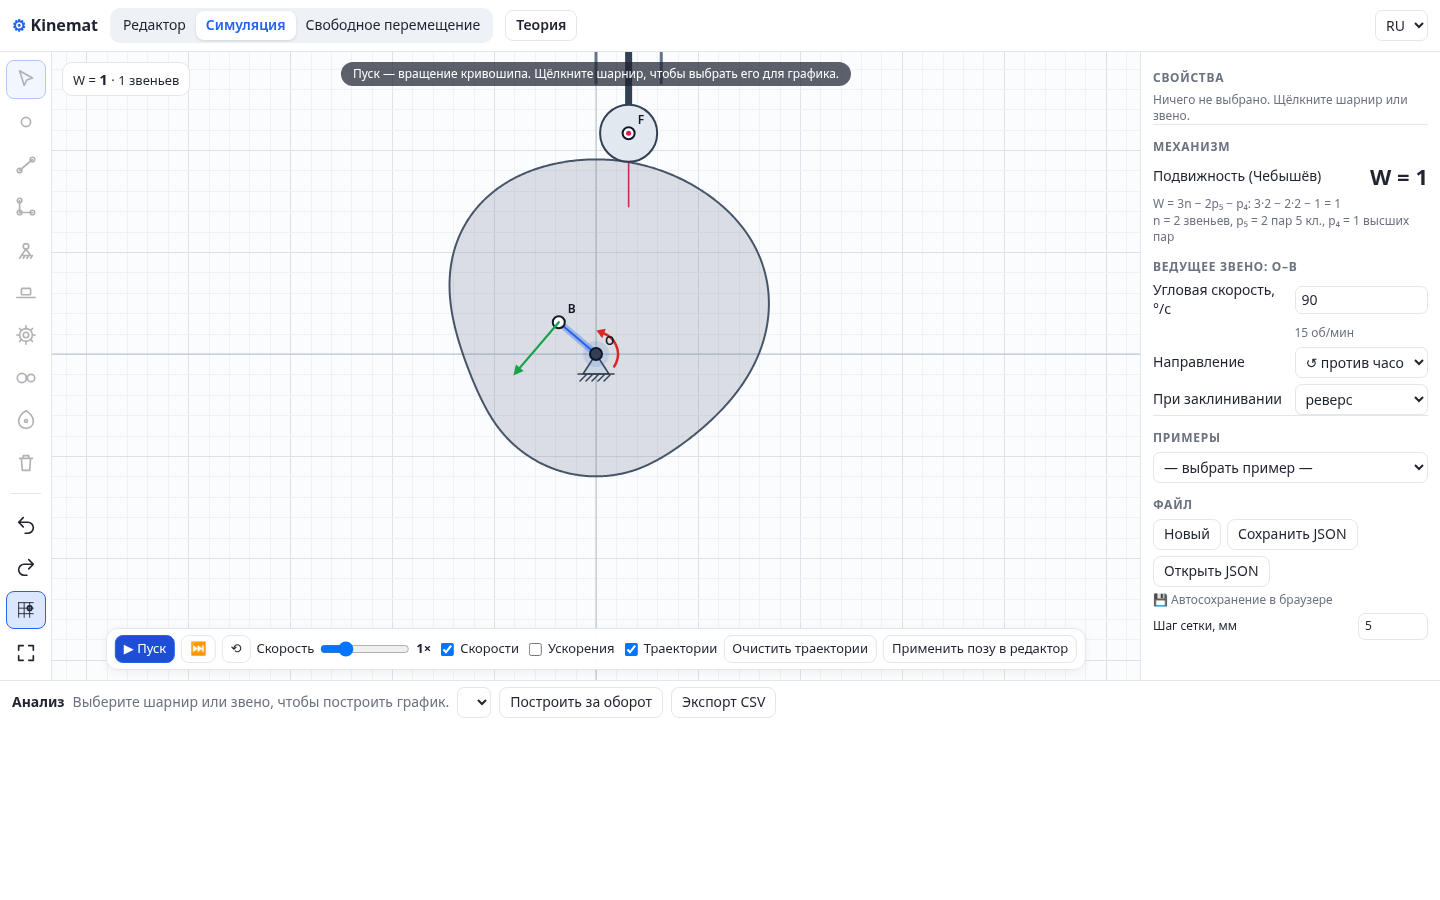 ⚙ Kinemat
Редактор
Симуляция
Свободное перемещение
Теория
RU
W = 1 · 1 звеньев
Пуск — вращение кривошипа. Щёлкните шарнир, чтобы выбрать его для графика.
F
B
O
СВОЙСТВА
Ничего не выбрано. Щёлкните шарнир или
звено.
МЕХАНИЗМ
Подвижность (Чебышёв) W = 1
W = 3n − 2p₅ − p₄: 3·2 − 2·2 − 1 = 1
n = 2 звеньев, p₅ = 2 пар 5 кл., p₄ = 1 высших
пар
ВЕДУЩЕЕ ЗВЕНО: O–B
Угловая скорость,
°/с
90
15 об/мин
Направление ↺ против часо
При заклинивании реверс
ПРИМЕРЫ
— выбрать пример —
ФАЙЛ
Новый
Сохранить JSON
Открыть JSON
💾 Автосохранение в браузере
Шаг сетки, мм 5
▶ Пуск ⏩ ⟲ Скорость 1× Скорости Ускорения Траектории Очистить траектории Применить позу в редактор
Анализ Выберите шарнир или звено, чтобы построить график. Построить за оборот Экспорт CSV